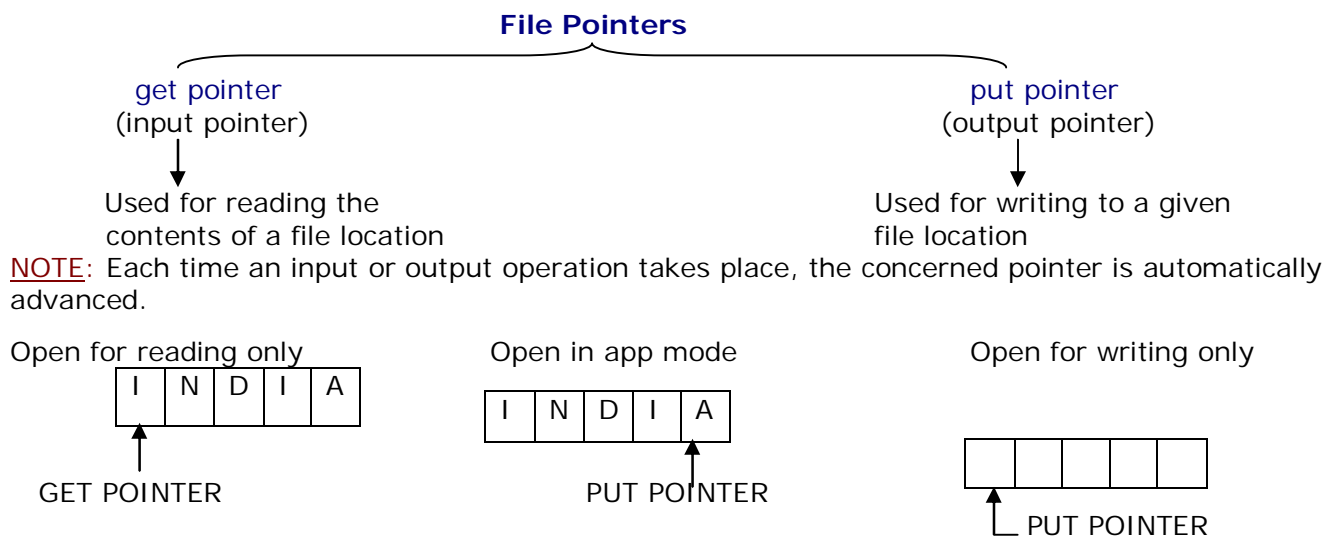 File Pointers
get pointer
(input pointer)
put pointer
(output pointer)
Used for reading the
contents of a file location
Used for writing to a given
file location
NOTE: Each time an input or output operation takes place, the concerned pointer is automatically
advanced.
Open for reading only
I N D I A
GET POINTER
Open in app mode
I N D I A
PUT POINTER
Open for writing only
PUT POINTER